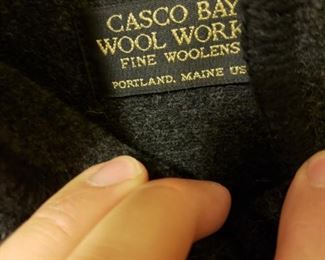 CASCO BAY
WOOL WORK
FINE WOOLENS
PORTLAND, MAINE US